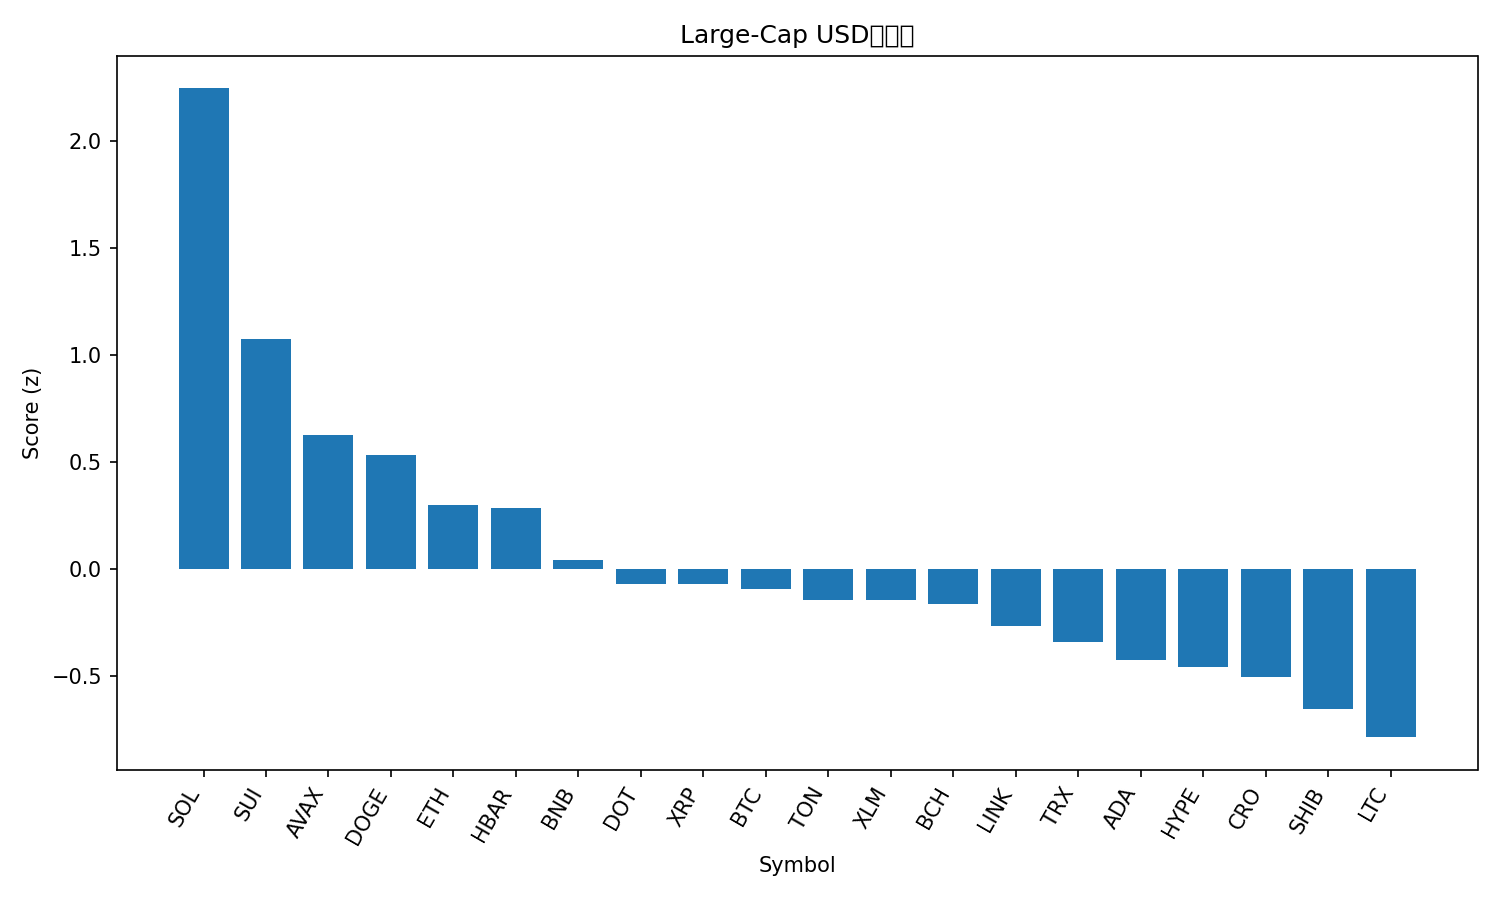 Large-Cap USD
2.0
1.5
1.0
0.5
0.0
−0.5
Score (z)
SOL
SUI
AVAX
DOGE
ETH
HBAR
BNB
DOT
XRP
BTC
TON
XLM
BCH
LINK
TRX
ADA
HYPE
CRO
SHIB
LTC
Symbol